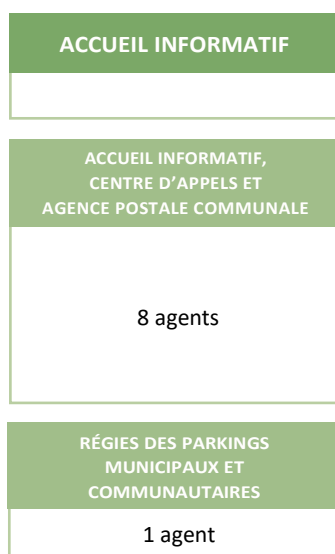 ACCUEIL INFORMATIF
ACCUEIL INFORMATIF,
CENTRE D’APPELS ET
AGENCE POSTALE COMMUNALE
8 agents
RÉGIES DES PARKINGS
MUNICIPAUX ET
COMMUNAUTAIRES
1 agent